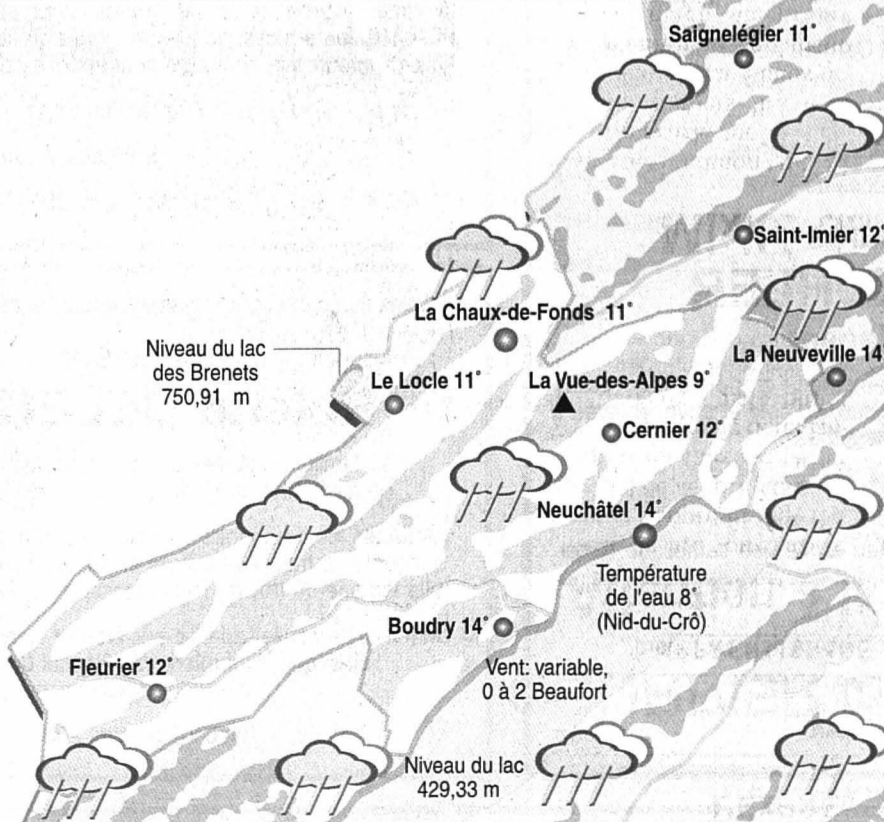 Saignelégier 11°
Saint-Imier 12°
La Chaux-de-Fonds 11°
La Neuveville 14°
Niveau du lac
des Brenets
750,91 m
Le Locle 11°
La Vue-des-Alpes 9°
Cernier 12°
Neuchâtel 14°
Température
de l'eau 8°
(Nid-du-Crô)
Boudry 14°
Vent: variable,
0 à 2 Beaufort
Fleurier 12°
Niveau du lac
429,33 m